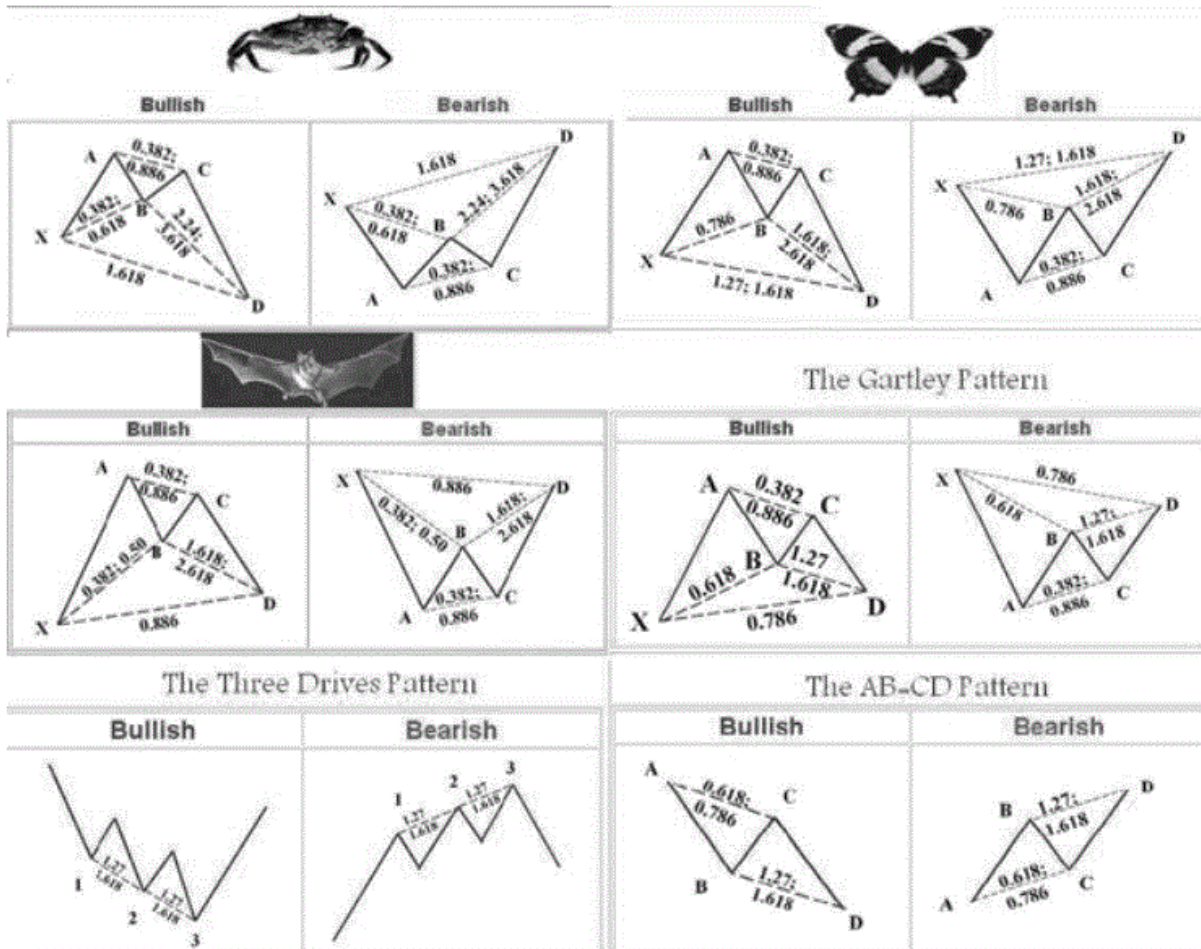 Bullish
Bearish
A
0.382;
0.886
C
0.382;
0.618
B
2.24;
3.618
X
1.618
D
D
1.618
X
0.382;
0.618
B
2.24; 3.618
0.382;
0.886
A
C
Bullish
Bearish
A
0.382;
0.886
C
0.786
B
1.618;
2.618
X
1.27; 1.618
D
D
1.27; 1.618
X
0.786
B
1.618;
2.618
0.382;
0.886
A
C
Bullish
Bearish
A
0.382;
0.886
C
0.382; 0.50
B
1.618;
2.618
X
0.886
D
X
0.886
D
0.382; 0.50
B
1.618;
2.618
0.382;
0.886
A
C
The Gartley Pattern
Bullish
Bearish
A
0.382
0.886
C
B
1.27
1.618
0.618
X
0.786
D
X
0.786
D
0.618
B
1.27;
1.618
0.382;
0.886
A
C
The Three Drives Pattern
Bullish
Bearish
1
1.27
1.618
2
1.27
1.618
3
1
1.27
1.618
2
1.27
1.618
3
The AB=CD Pattern
Bullish
Bearish
A
0.618;
0.786
C
B
1.27;
1.618
D
B
1.27;
1.618
D
A
0.618;
0.786
C